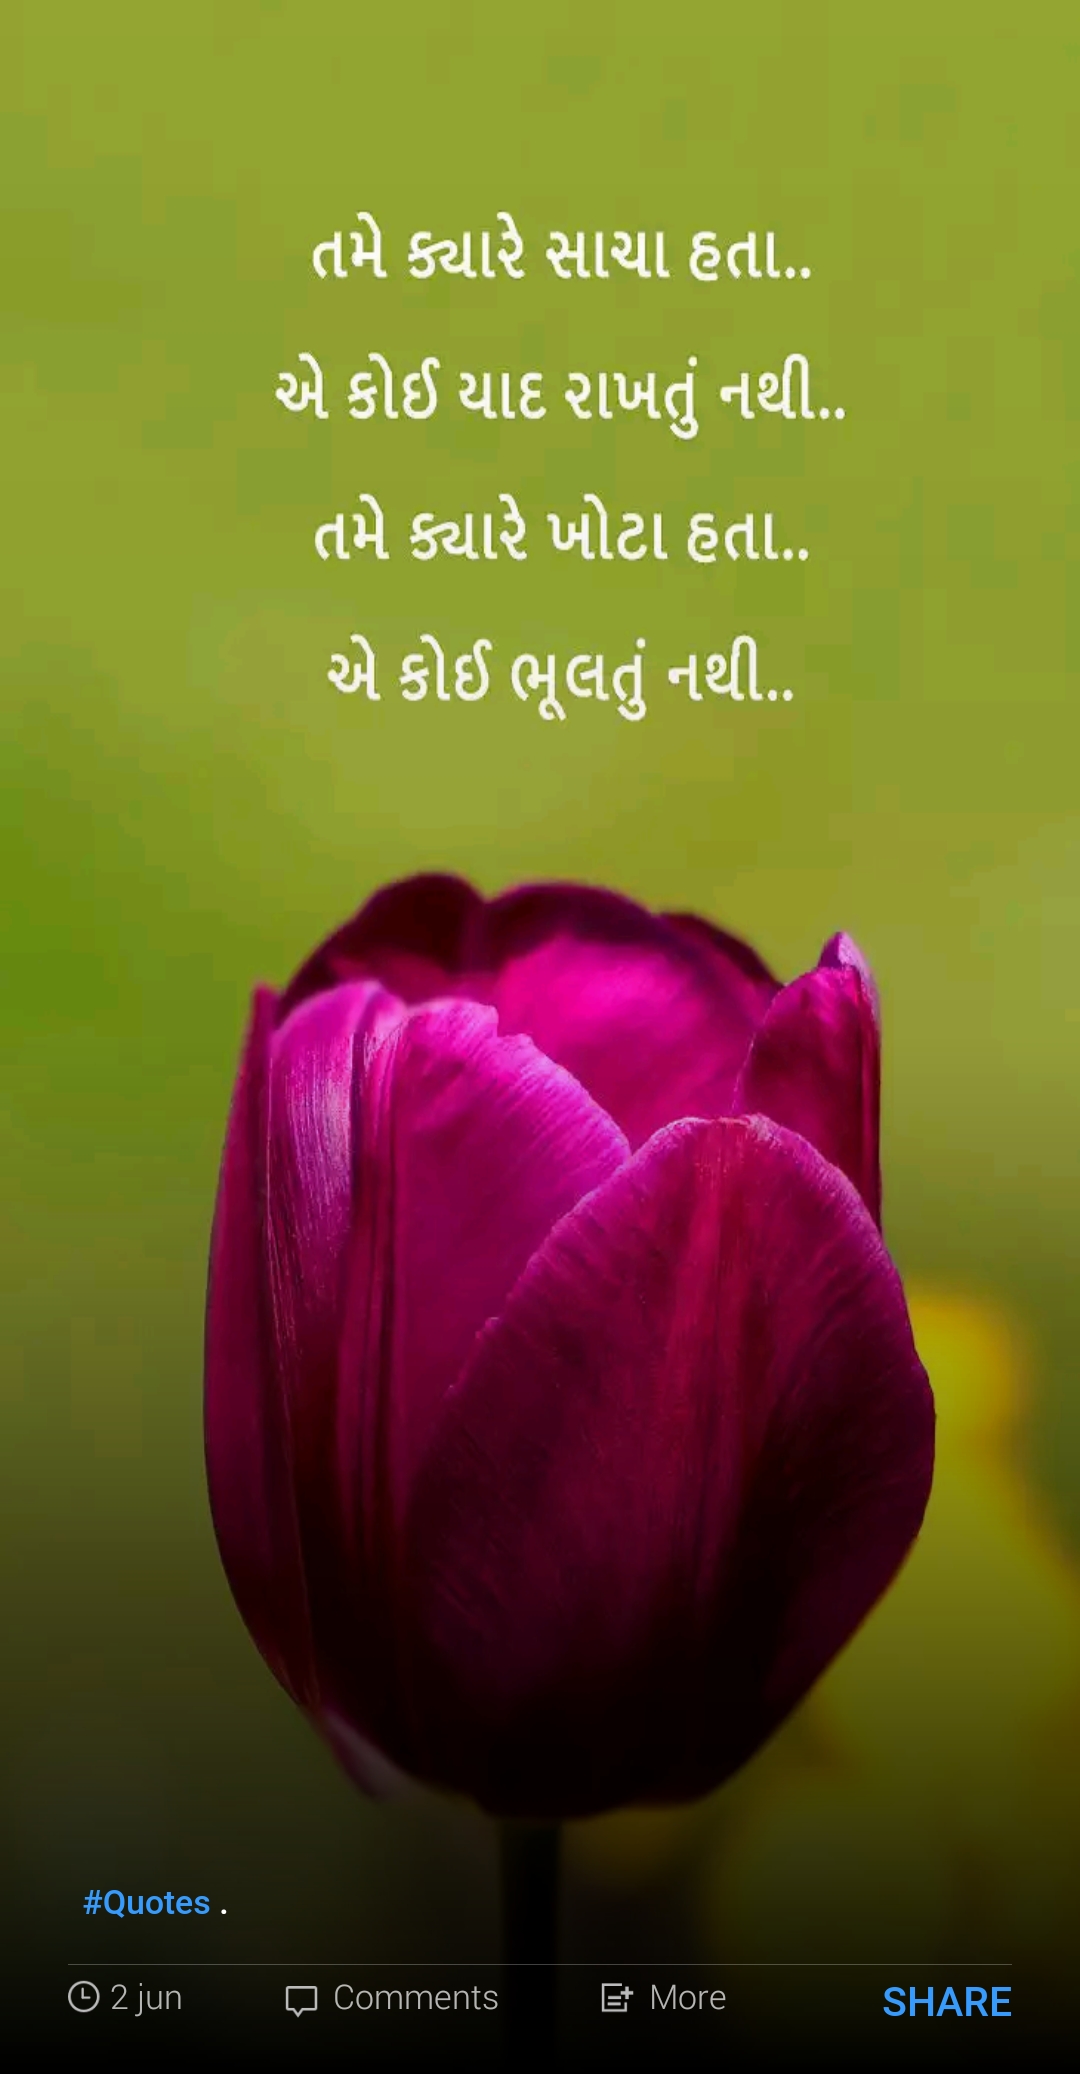 તમે ક્યારે સાચા હતા..
એ કોઈ યાદ રાખતું નથી..
તમે ક્યારે ખોટા હતા..
એ કોઈ ભૂલતું નથી..
#Quotes .
2 jun Comments More SHARE